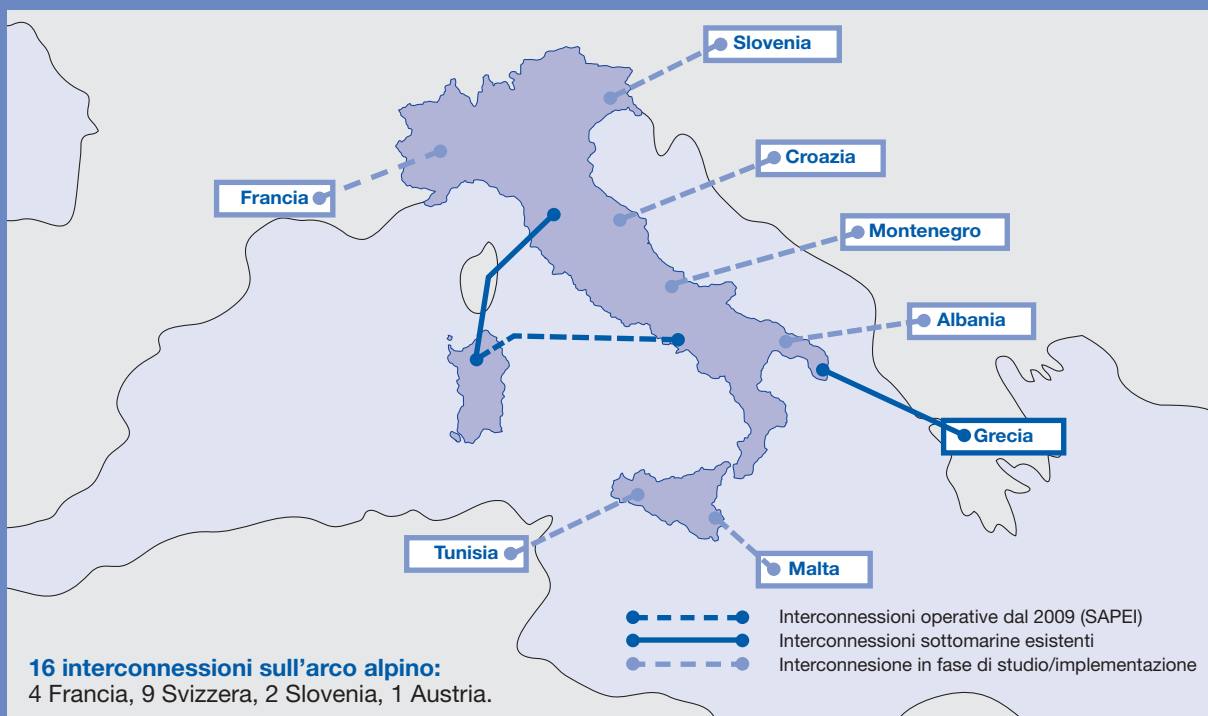 Slovenia
Croazia
Francia
Montenegro
Albania
Grecia
Tunisia
Malta
Interconnessioni operative dal 2009 (SAPEI)
Interconnessioni sottomarine esistenti
Interconnesione in fase di studio/implementazione
16 interconnessioni sull'arco alpino:
4 Francia, 9 Svizzera, 2 Slovenia, 1 Austria.